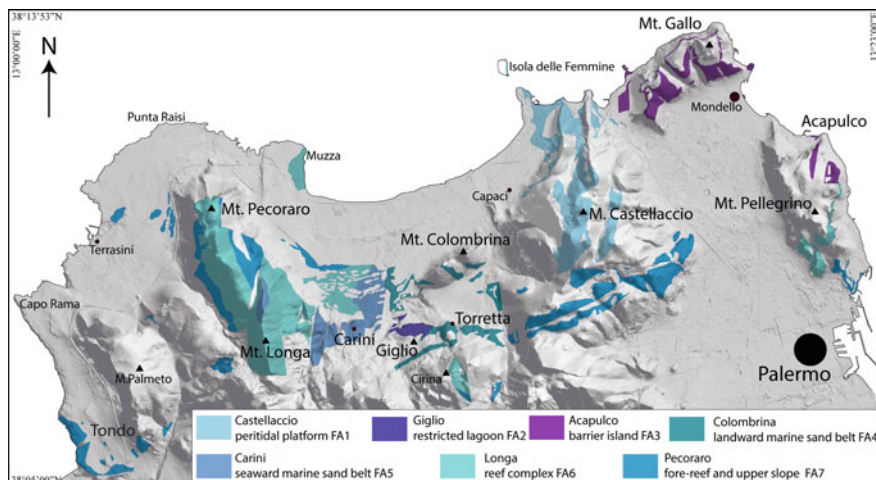 38°13'53"N
13°00'00"E
N
Mt. Gallo
Isola delle Femmine
Mondello
Punta Raisi
Acapulco
Muzza
Capaci
Mt. Pecoraro
M. Castellaccio
Mt. Pellegrino
Mt. Colombrina
Terrasini
Capo Rama
Torretta
Carini
Mt. Longa
Giglio
M.Palmeto
Cirina
Palermo
Tondo
Castellaccio
peritidal platform FA1
Giglio
restricted lagoon FA2
Acapulco
barrier island FA3
Colombrina
landward marine sand belt FA4
Carini
seaward marine sand belt FA5
Longa
reef complex FA6
Pecoraro
fore-reef and upper slope FA7